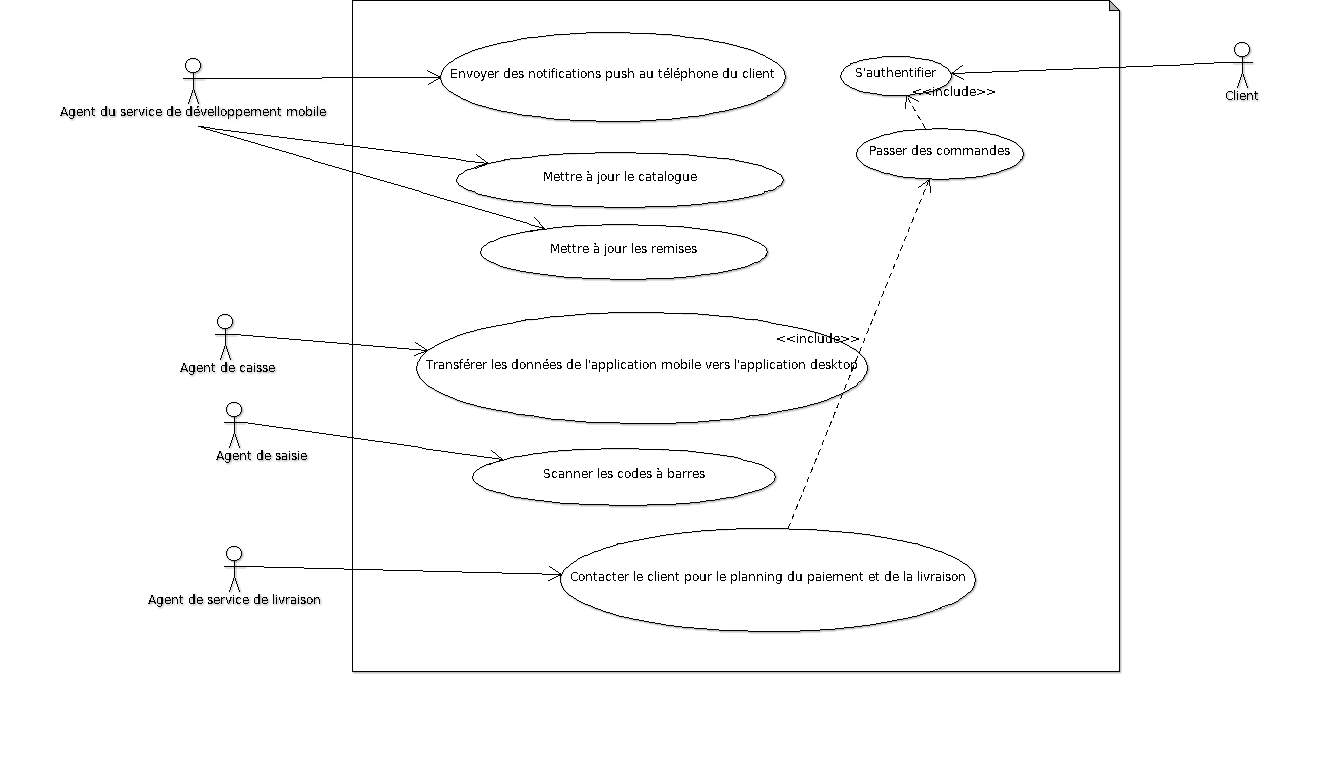 Envoyer des notifications push au téléphone du client
S'authentifier
<<include>>
Client
Agent du service de dévelloppement mobile
Passer des commandes
Mettre à jour le catalogue
Mettre à jour les remises
<<include>>
Agent de caisse
Transférer les données de l'application mobile vers l'application desktop
Agent de saisie
Scanner les codes à barres
Contacter le client pour le planning du paiement et de la livraison
Agent de service de livraison